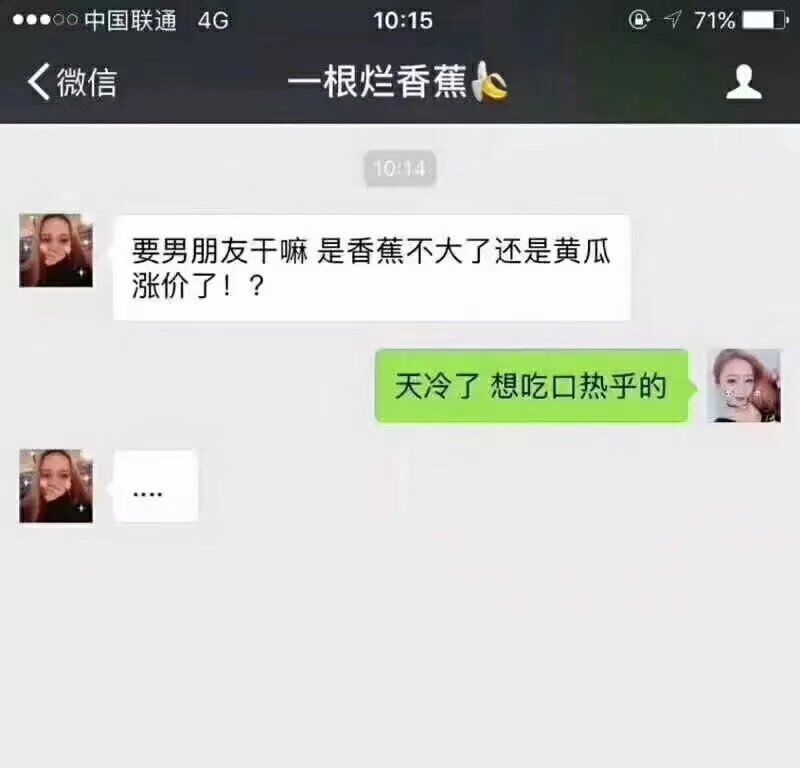 中国联通 4G 10:15 71%
微信 一根烂香蕉🍌
10:14
要男朋友干嘛 是香蕉不大了还是黄瓜
涨价了！?
天冷了 想吃口热乎的
....